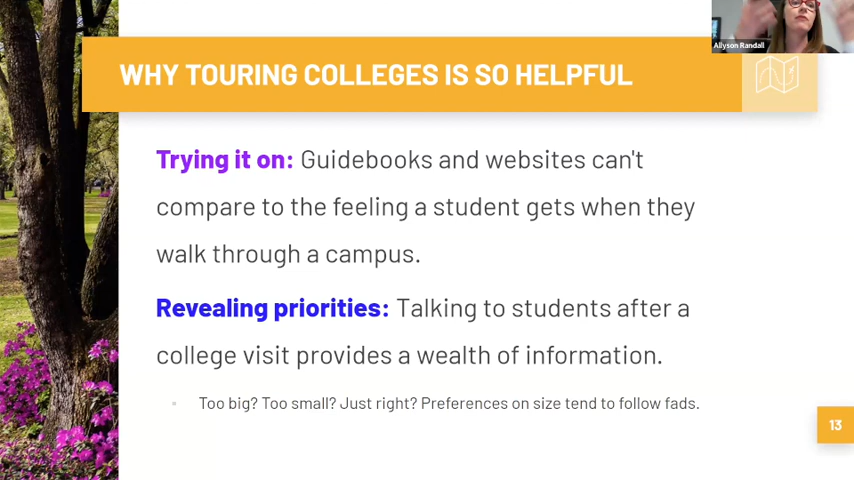 Allyson Randall
WHY TOURING COLLEGES IS SO HELPFUL
Trying it on: Guidebooks and websites can't
compare to the feeling a student gets when they
walk through a campus.
Revealing priorities: Talking to students after a
college visit provides a wealth of information.
Too big? Too small? Just right? Preferences on size tend to follow fads.
13